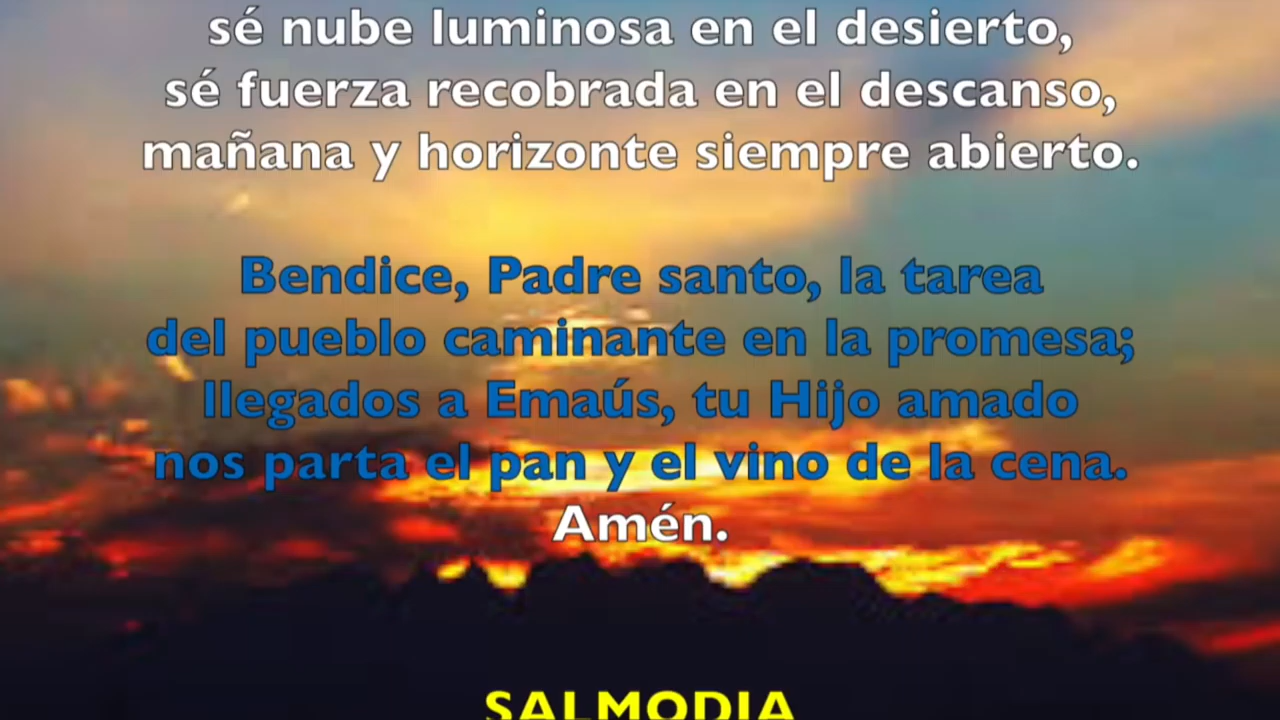 sé nube luminosa en el desierto,
sé fuerza recobrada en el descanso,
mañana y horizonte siempre abierto.
Bendice, Padre santo, la tarea
del pueblo caminante en la promesa;
llegados a Emaús, tu Hijo amado
nos parta el pan y el vino de la cena.
Amén.
SALMODIA